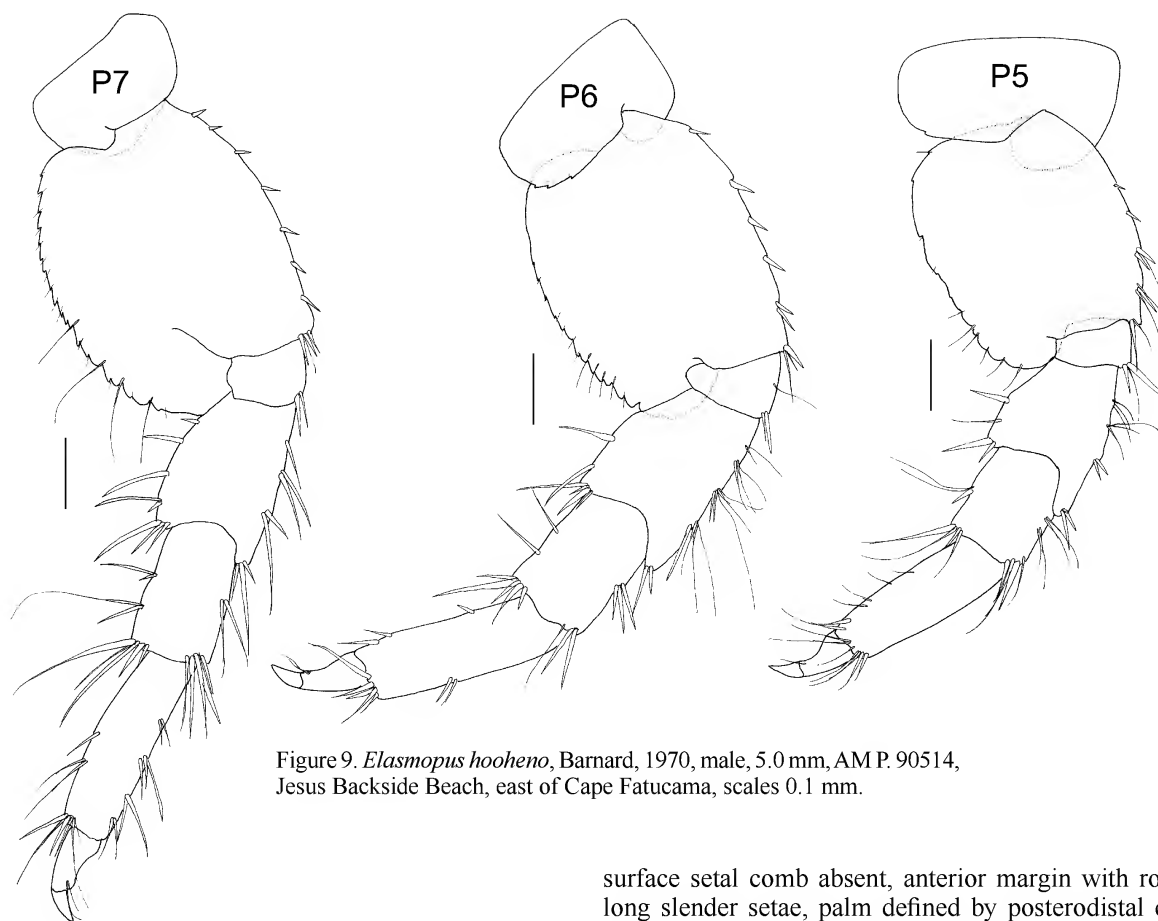 P7
P6
P5
Figure 9. Elasmopus hooheno, Barnard, 1970, male, 5.0 mm, AM P. 90514,
Jesus Backside Beach, east of Cape Fatucama, scales 0.1 mm.
surface setal comb absent, anterior margin with
long slender setae, palm defined by posterodistal